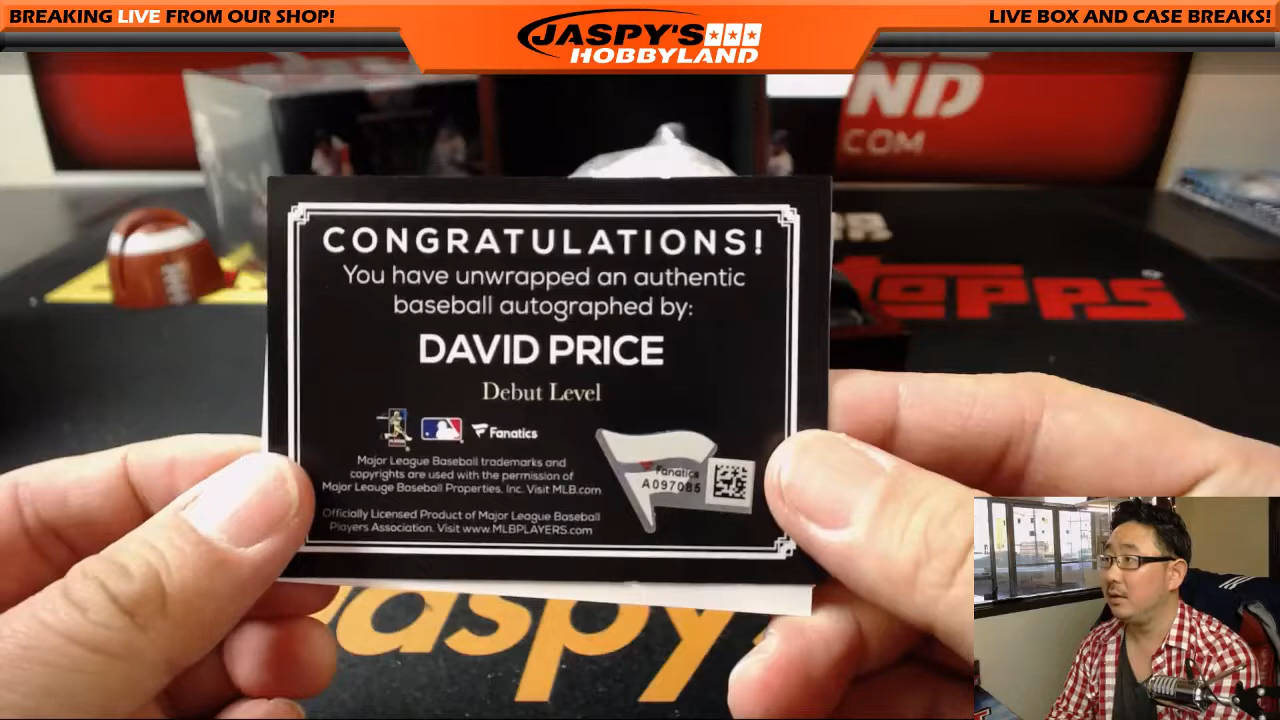 BREAKING LIVE FROM OUR SHOP!
JASPY'S
HOBBYLAND
LIVE BOX AND CASE BREAKS!
ND
.COM
Topps
CONGRATULATIONS!
You have unwrapped an authentic
baseball autographed by:
DAVID PRICE
Debut Level
Fanatics
Major League Baseball trademarks and
copyrights are used with the permission of
Major Leauge Baseball Properties, Inc. Visit MLB.com
Officially Licensed Product of Major League Baseball
Players Association. Visit www.MLBPLAYERS.com
Fanatics
A097085
Jaspy